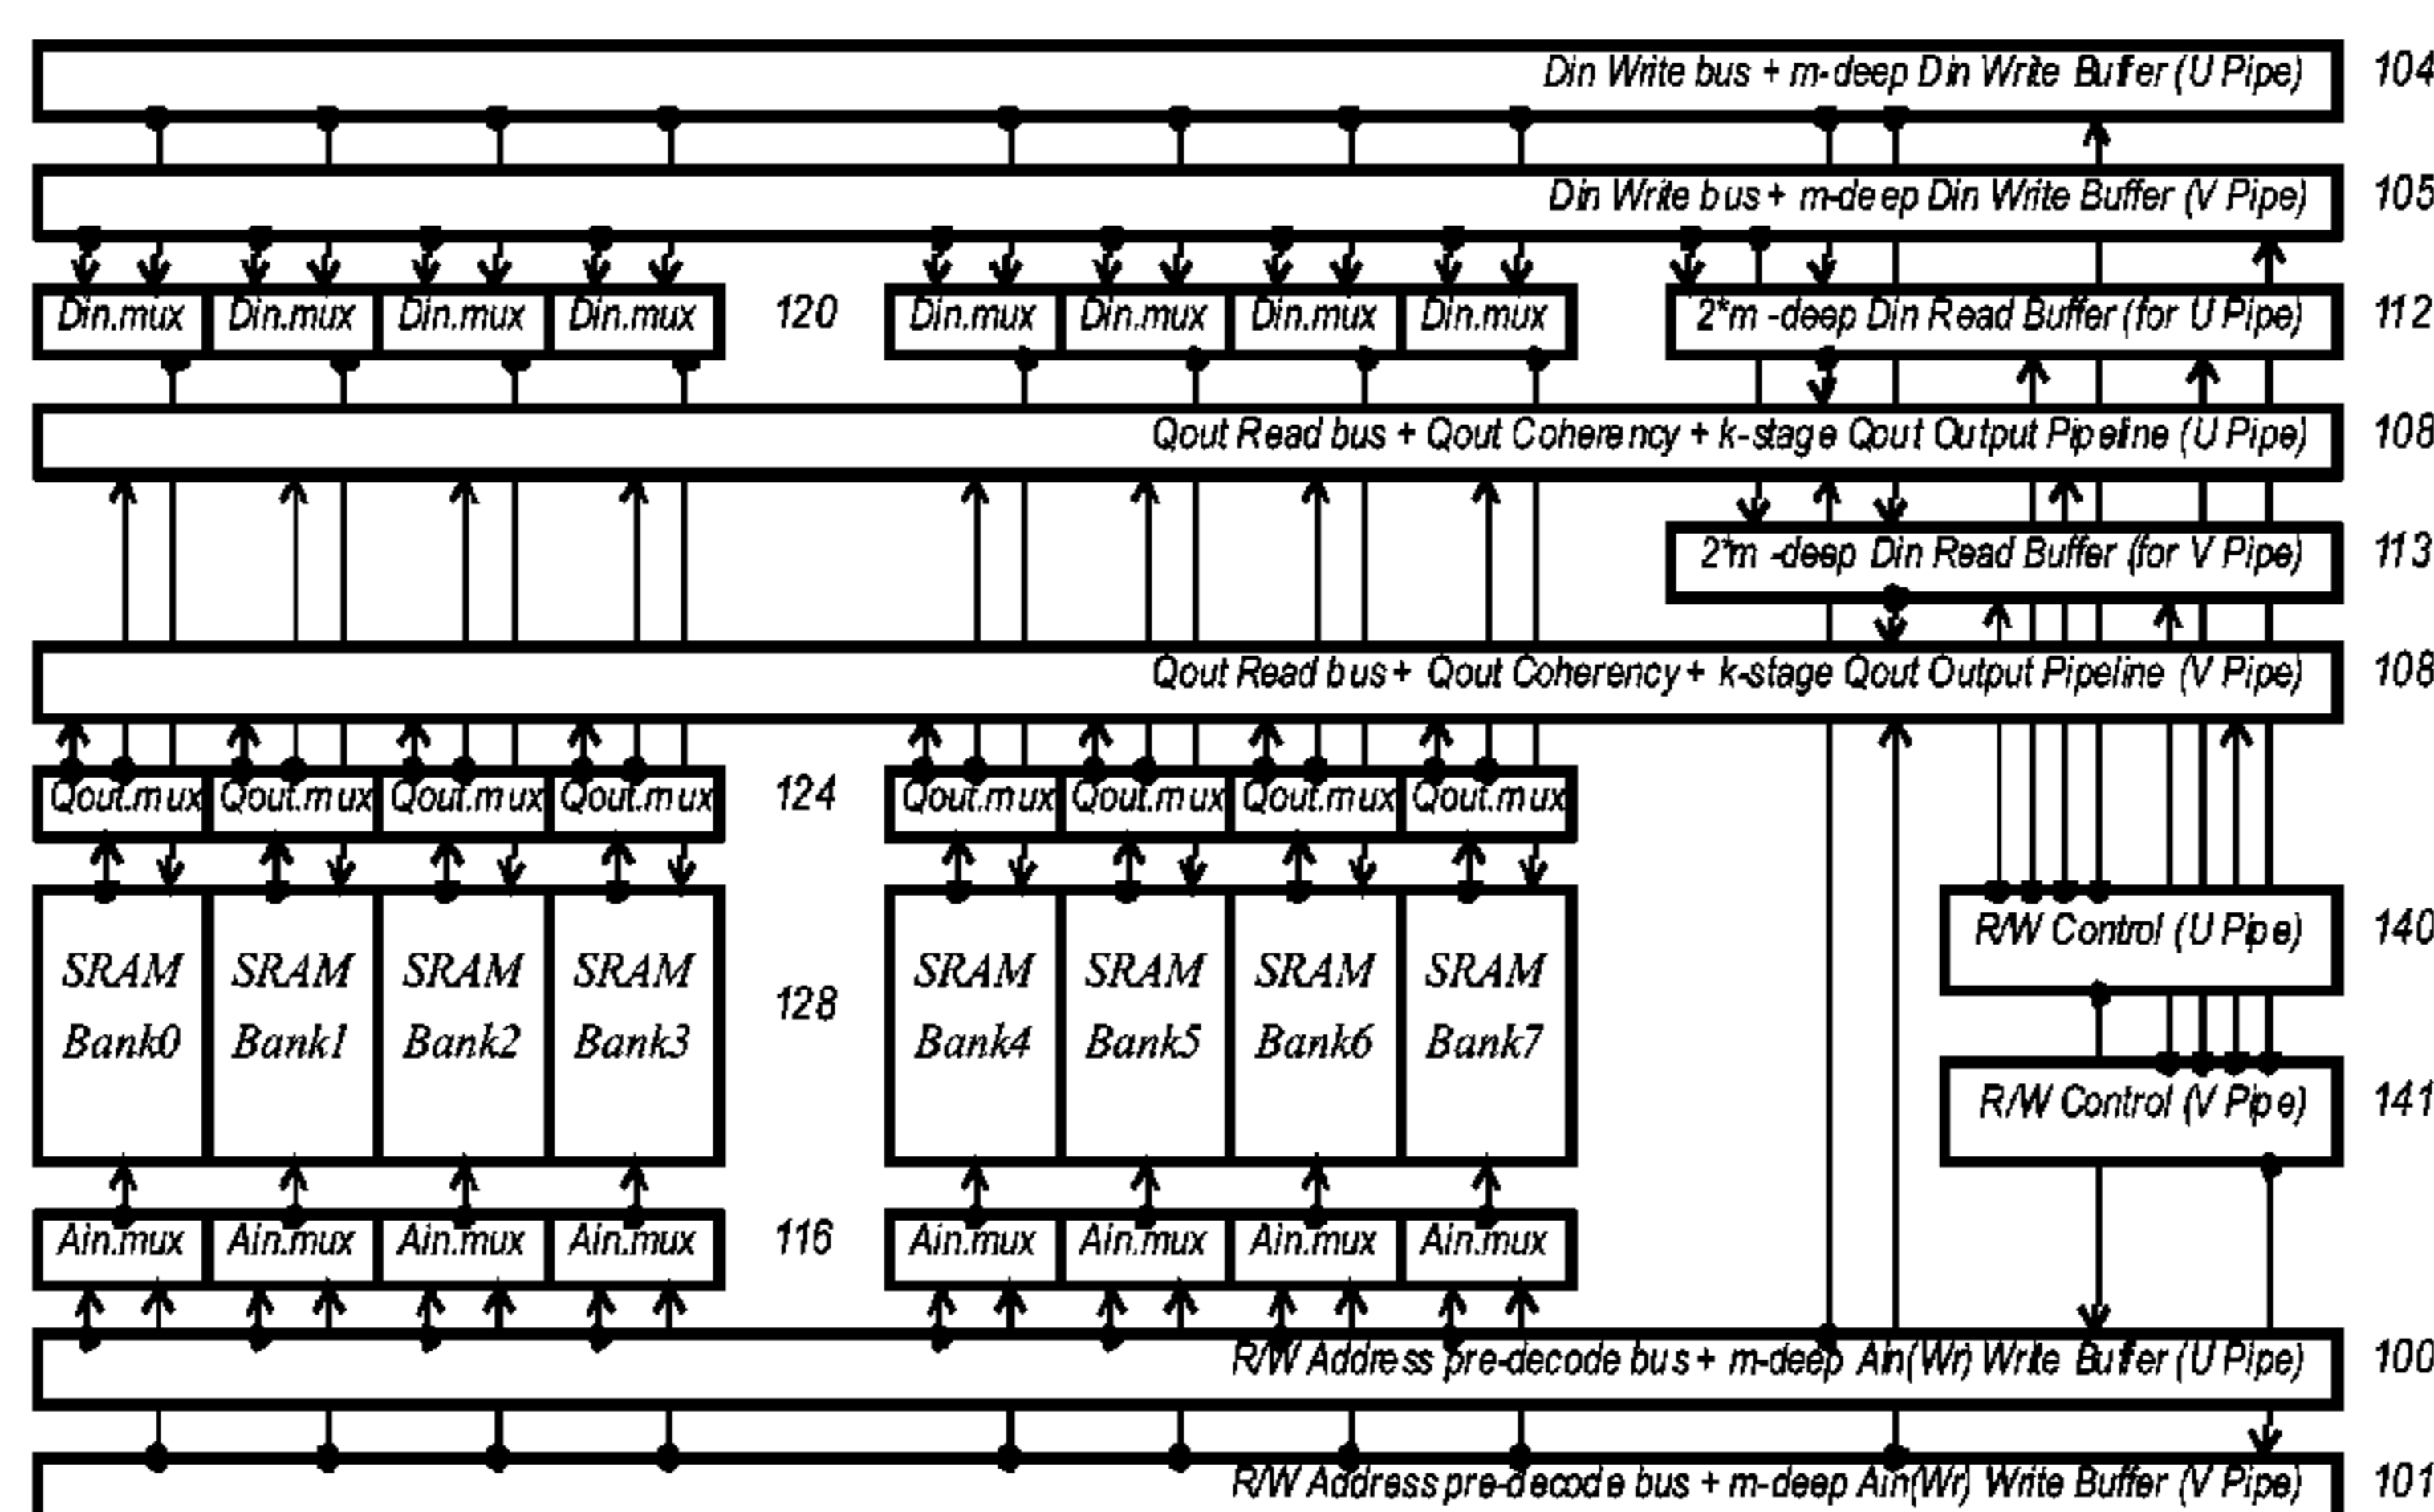 Din Write bus + m-deep Din Write Buffer (U Pipe) 104
Din Write bus + m-deep Din Write Buffer (V Pipe) 105
Din.mux Din.mux Din.mux Din.mux 120 Din.mux Din.mux Din.mux Din.mux 2*m -deep Din Read Buffer (for U Pipe) 112
Qout Read bus + Qout Coherency + k-stage Qout Output Pipeline (U Pipe) 108
2*m -deep Din Read Buffer (for V Pipe) 113
Qout Read bus + Qout Coherency + k-stage Qout Output Pipeline (V Pipe) 108
Qout.mux Qout.mux Qout.mux Qout.mux 124 Qout.mux Qout.mux Qout.mux Qout.mux
R/W Control (U Pipe) 140
SRAM SRAM SRAM SRAM 128 SRAM SRAM SRAM SRAM
Bank0 Bank1 Bank2 Bank3 Bank4 Bank5 Bank6 Bank7
R/W Control (V Pipe) 141
Ain.mux Ain.mux Ain.mux Ain.mux 116 Ain.mux Ain.mux Ain.mux Ain.mux
R/W Address pre-decode bus + m-deep Ain(Wr) Write Buffer (U Pipe) 100
R/W Address pre-decode bus + m-deep Ain(Wr) Write Buffer (V Pipe) 101